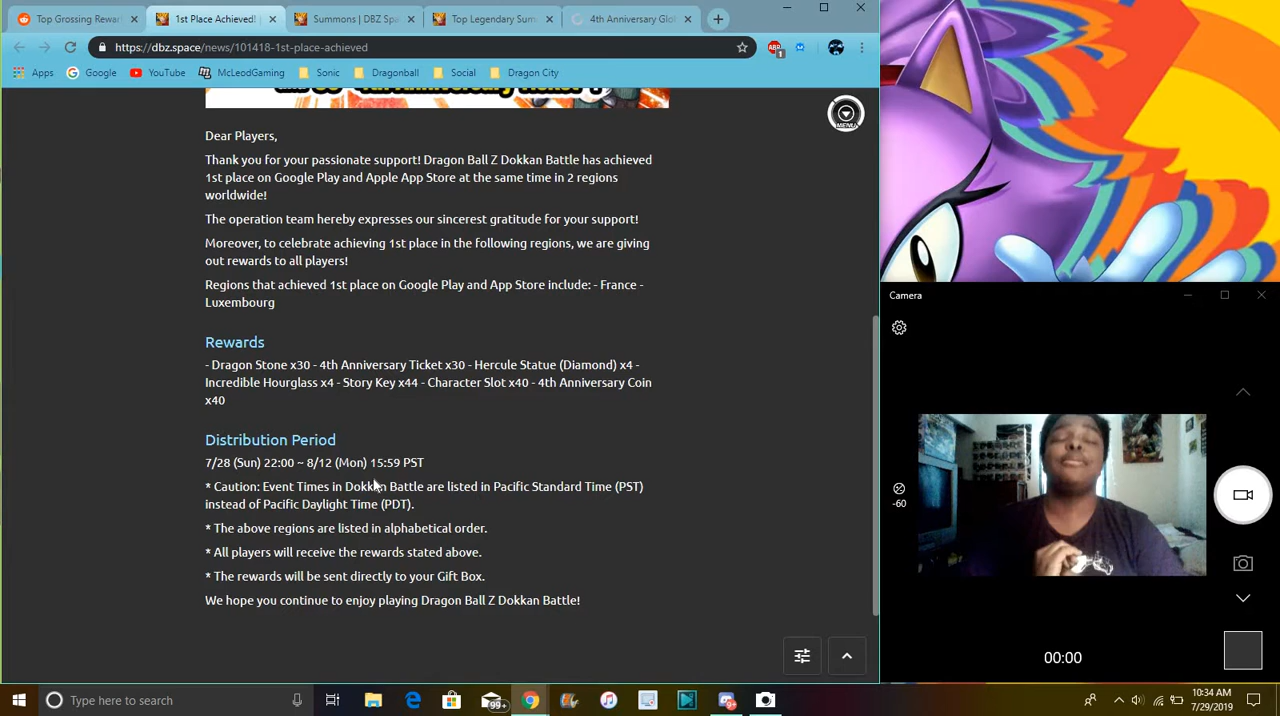 Top Grossing Rewar
1st Place Achieved!
Summons | DBZ Spa
Top Legendary Sum
4th Anniversary Glo
https://dbz.space/news/101418-1st-place-achieved
Apps
Google
YouTube
McLeodGaming
Sonic
Dragonball
Social
Dragon City
MENU
Dear Players,
Thank you for your passionate support! Dragon Ball Z Dokkan Battle has achieved
1st place on Google Play and Apple App Store at the same time in 2 regions
worldwide!
The operation team hereby expresses our sincerest gratitude for your support!
Moreover, to celebrate achieving 1st place in the following regions, we are giving
out rewards to all players!
Regions that achieved 1st place on Google Play and App Store include: - France -
Luxembourg
Rewards
- Dragon Stone x30 - 4th Anniversary Ticket x30 - Hercule Statue (Diamond) x4 -
Incredible Hourglass x4 - Story Key x44 - Character Slot x40 - 4th Anniversary Coin
x40
Distribution Period
7/28 (Sun) 22:00 ~ 8/12 (Mon) 15:59 PST
* Caution: Event Times in Dokkan Battle are listed in Pacific Standard Time (PST)
instead of Pacific Daylight Time (PDT).
* The above regions are listed in alphabetical order.
* All players will receive the rewards stated above.
* The rewards will be sent directly to your Gift Box.
We hope you continue to enjoy playing Dragon Ball Z Dokkan Battle!
Camera
-60
00:00
Type here to search
99+
10:34 AM
7/29/2019